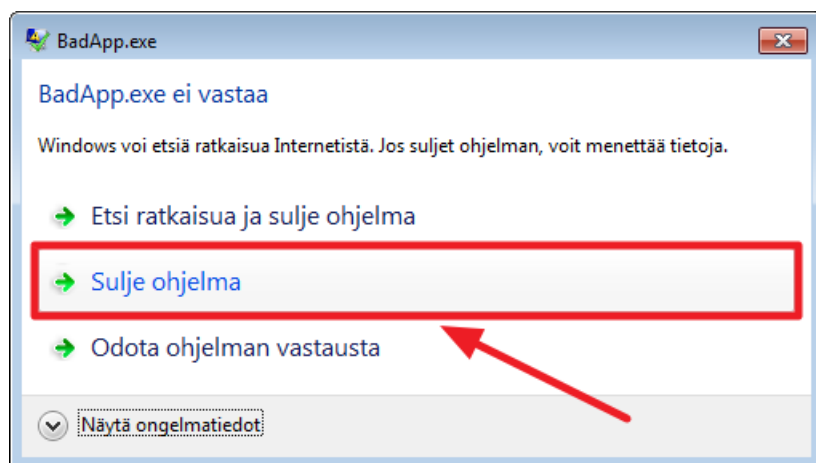 BadApp.exe
BadApp.exe ei vastaa
Windows voi etsiä ratkaisua Internetistä. Jos suljet ohjelman, voit menettää tietoja.
Etsi ratkaisua ja sulje ohjelma
Sulje ohjelma
Odota ohjelman vastausta
Näytä ongelmatiedot